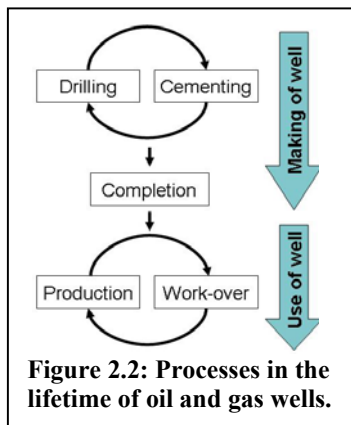 Drilling
Cementing
Completion
Making of well
Production
Work-over
Use of well
Figure 2.2: Processes in the
lifetime of oil and gas wells.